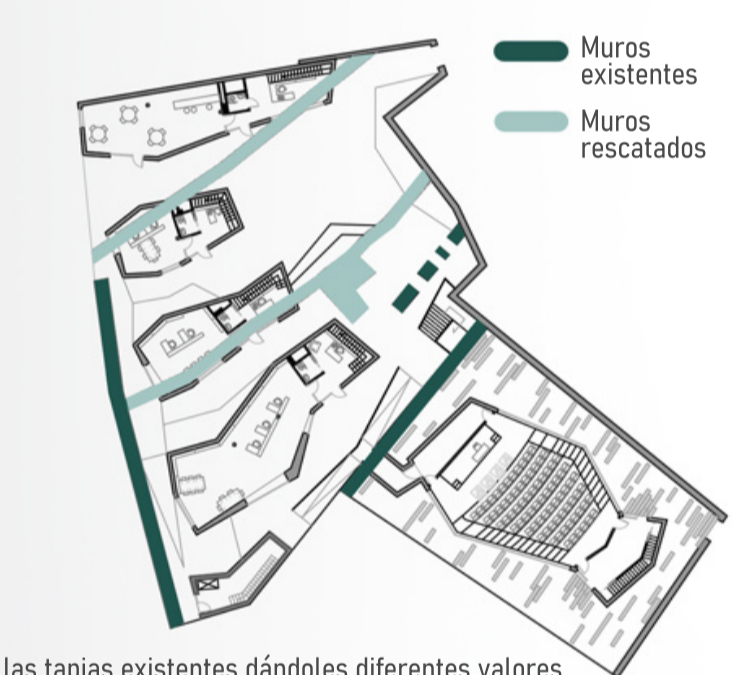 Muros
existentes
Muros
rescatados
las tapias existentes dándoles diferentes valores